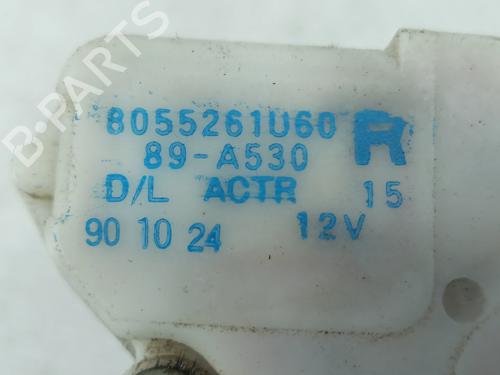 B-PARTS
8055261U60
R
89-A530
D/L ACTR 15
90 10 24 12V